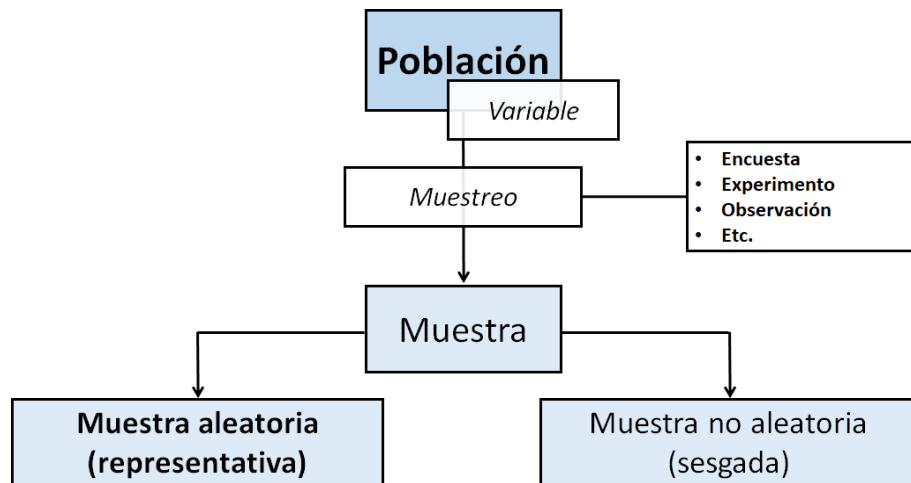 Población
Variable
Muestreo
• Encuesta
• Experimento
• Observación
• Etc.
Muestra
Muestra aleatoria
(representativa)
Muestra no aleatoria
(sesgada)